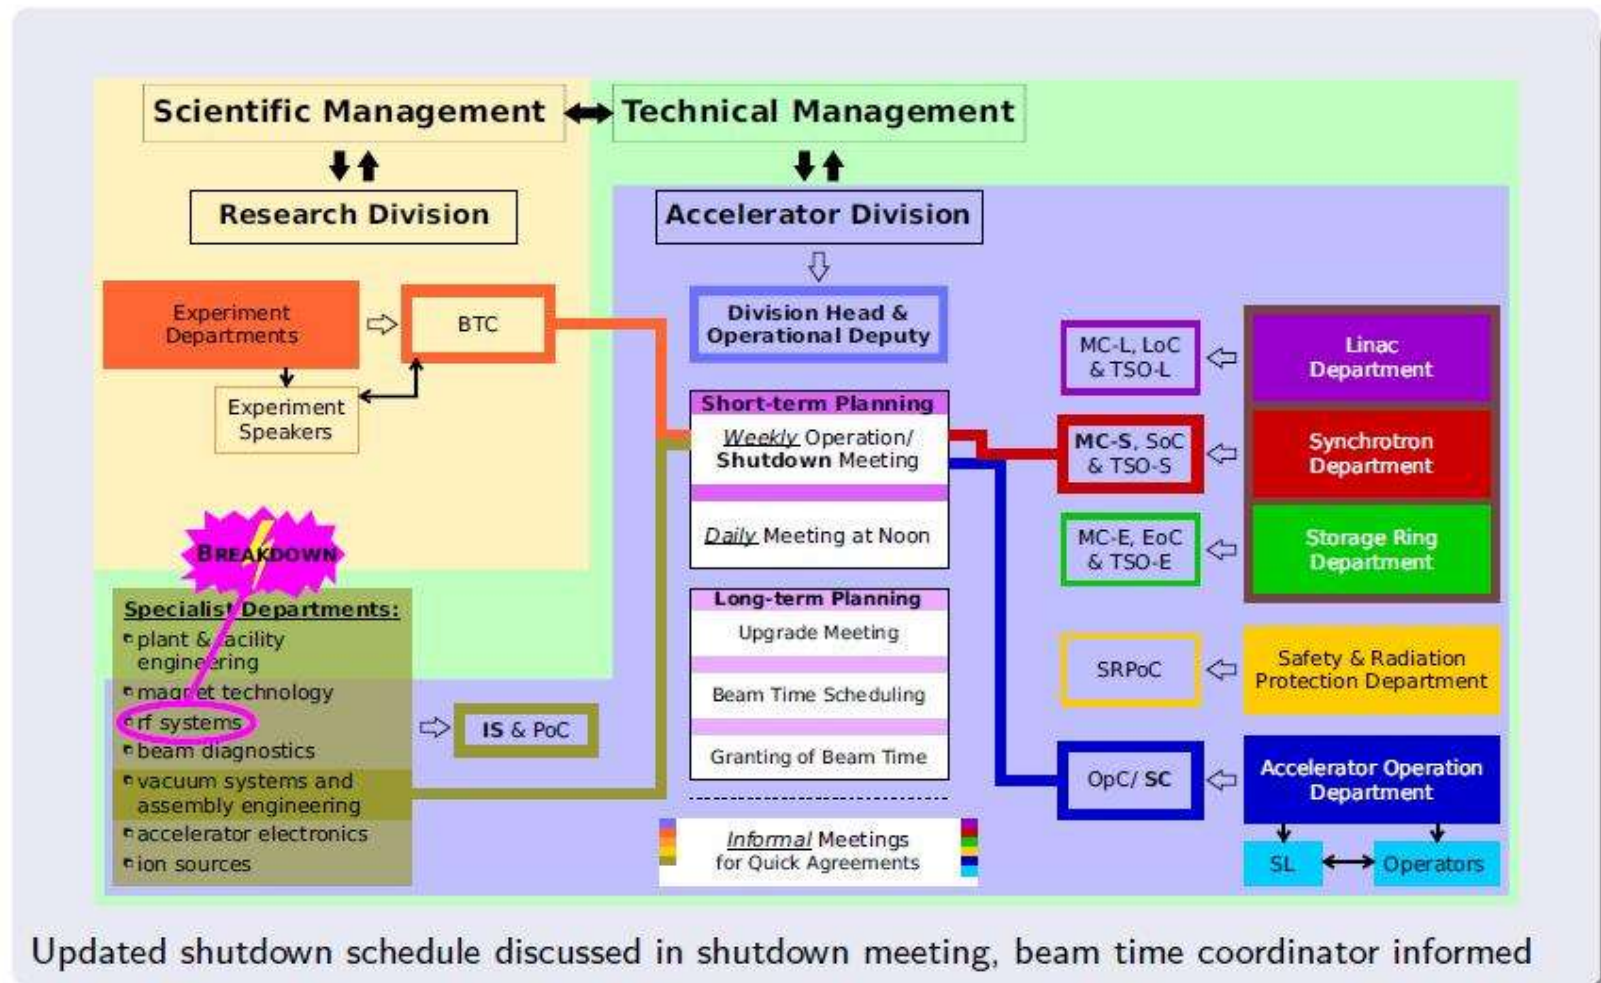 Scientific Management
Technical Management
Research Division
Accelerator Division
Experiment
Departments
BTC
Experiment
Speakers
Division Head &
Operational Deputy
Short-term Planning
Weekly Operation/
Shutdown Meeting
Daily Meeting at Noon
Long-term Planning
Upgrade Meeting
Beam Time Scheduling
Granting of Beam Time
Informal Meetings
for Quick Agreements
MC-L, LoC
& TSO-L
Linac
Department
MC-S, SoC
& TSO-S
Synchrotron
Department
MC-E, EoC
& TSO-E
Storage Ring
Department
SRPoC
Safety & Radiation
Protection Department
OpC/ SC
Accelerator Operation
Department
SL
Operators
BREAKDOWN
Specialist Departments:
plant & facility
engineering
magnet technology
rf systems
beam diagnostics
vacuum systems and
assembly engineering
accelerator electronics
ion sources
IS & PoC
Updated shutdown schedule discussed in shutdown meeting, beam time coordinator informed